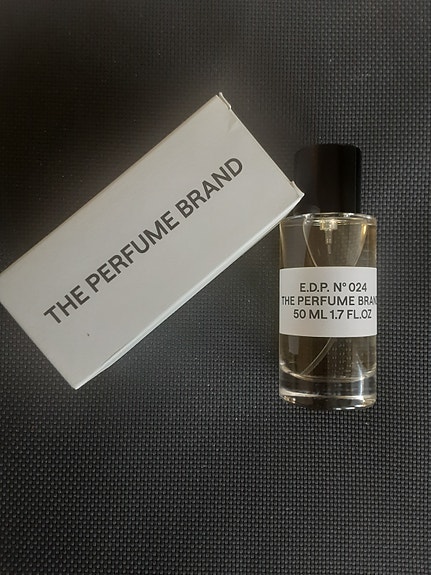 THE PERFUME BRAND
E.D.P. N° 024
THE PERFUME BRAND
50 ML 1.7 FL.OZ